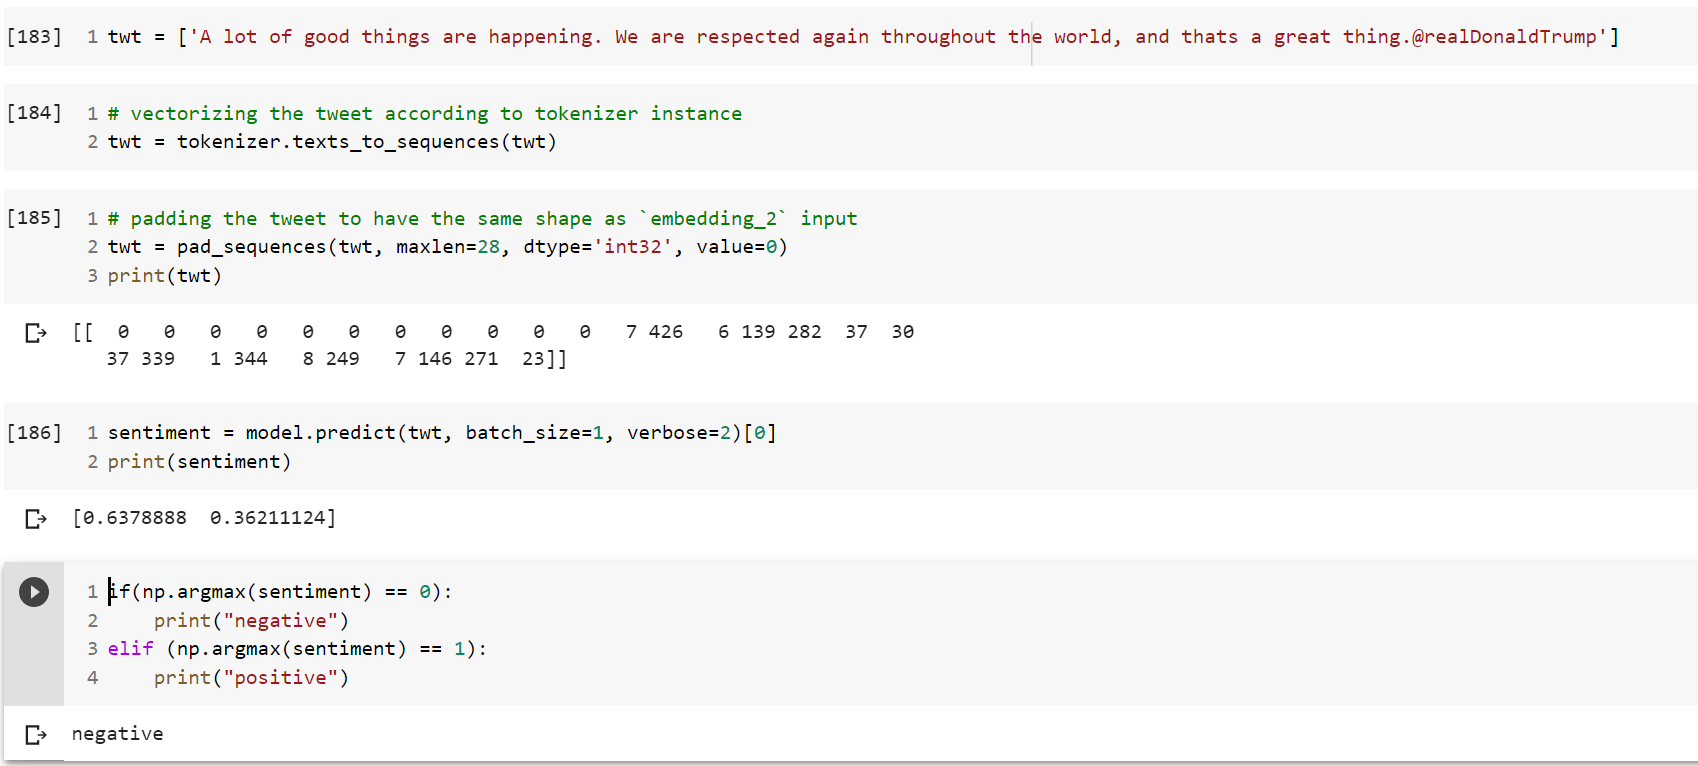 [183] 1 twt = ['A lot of good things are happening. We are respected again throughout the world, and thats a great thing.@realDonaldTrump']
[184] 1 # vectorizing the tweet according to tokenizer instance
2 twt = tokenizer.texts_to_sequences(twt)
[185] 1 # padding the tweet to have the same shape as `embedding_2` input
2 twt = pad_sequences(twt, maxlen=28, dtype='int32', value=0)
3 print(twt)
[[ 0 0 0 0 0 0 0 0 0 0 0 7 426 6 139 282 37 30
37 339 1 344 8 249 7 146 271 23]]
[186] 1 sentiment = model.predict(twt, batch_size=1, verbose=2)[0]
2 print(sentiment)
[0.6378888 0.36211124]
1 if(np.argmax(sentiment) == 0):
2 print("negative")
3 elif (np.argmax(sentiment) == 1):
4 print("positive")
negative